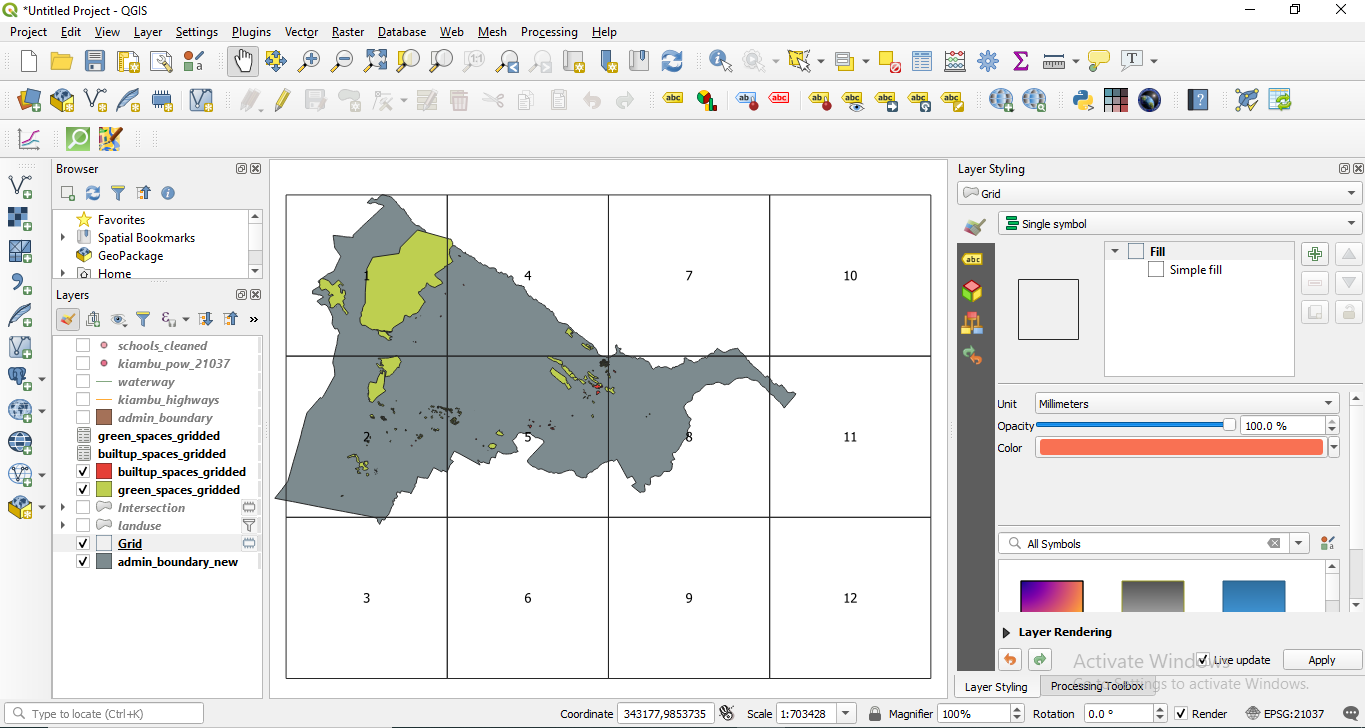 *Untitled Project - QGIS
Project Edit View Layer Settings Plugins Vector Raster Database Web Mesh Processing Help
Browser
Favorites
Spatial Bookmarks
GeoPackage
Home
Layers
schools_cleaned
kiambu_pow_21037
waterway
kiambu_highways
admin_boundary
green_spaces_gridded
builtup_spaces_gridded
builtup_spaces_gridded
green_spaces_gridded
Intersection
landuse
Grid
admin_boundary_new
1 4 7 10
2 5 8 11
3 6 9 12
Layer Styling
Grid
Single symbol
Fill
Simple fill
Unit Millimeters
Opacity 100.0 %
Color
All Symbols
Layer Rendering
Live update Apply
Activate Windows
Go to Settings to activate Windows.
Layer Styling Processing Toolbox
Type to locate (Ctrl+K) Coordinate 343177,9853735 Scale 1:703428 Magnifier 100% Rotation 0.0 ° Render EPSG:21037